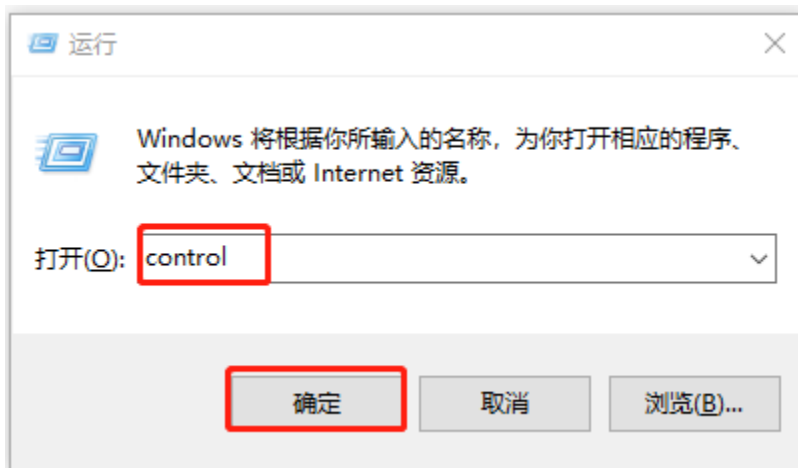 运行
Windows 将根据你所输入的名称，为你打开相应的程序、
文件夹、文档或 Internet 资源。
打开(O): control
确定 取消 浏览(B)...